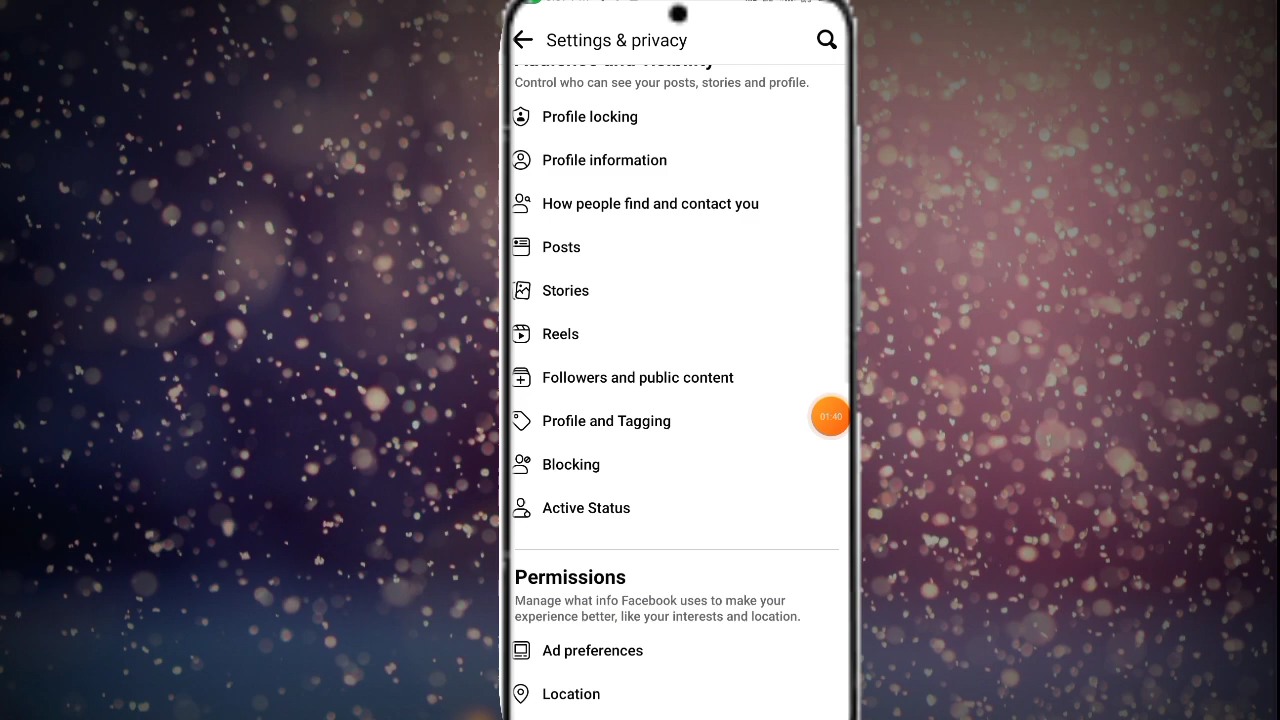 Settings & privacy
Control who can see your posts, stories and profile.
Profile locking
Profile information
How people find and contact you
Posts
Stories
Reels
Followers and public content
Profile and Tagging
01:40
Blocking
Active Status
Permissions
Manage what info Facebook uses to make your
experience better, like your interests and location.
Ad preferences
Location